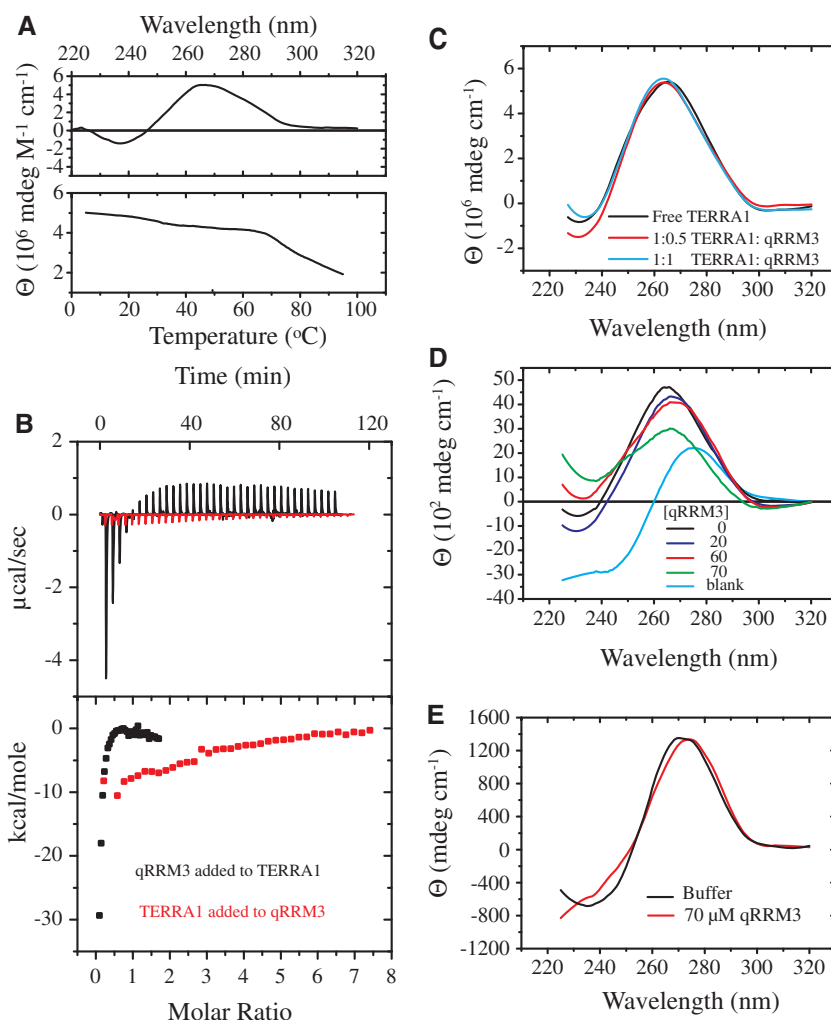 A
Wavelength (nm)
220 240 260 280 300 320
6
4
2
0
-2
-4
6
4
2
Θ (10⁶ mdeg M⁻¹ cm⁻¹)
0 20 40 60 80 100
Temperature (ºC)
B
Time (min)
0 40 80 120
2
0
-2
-4
µcal/sec
0
-10
-20
-30
kcal/mole
qRRM3 added to TERRA1
TERRA1 added to qRRM3
0 1 2 3 4 5 6 7 8
Molar Ratio
C
6
4
2
0
-2
Θ (10⁶ mdeg cm⁻¹)
Free TERRA1
1:0.5 TERRA1: qRRM3
1:1 TERRA1: qRRM3
220 240 260 280 300 320
Wavelength (nm)
D
50
40
30
20
10
0
-10
-20
-30
-40
Θ (10² mdeg cm⁻¹)
[qRRM3]
0
20
60
70
blank
220 240 260 280 300 320
Wavelength (nm)
E
1600
1200
800
400
0
-400
-800
-1200
Θ (mdeg cm⁻¹)
Buffer
70 µM qRRM3
220 240 260 280 300 320
Wavelength (nm)